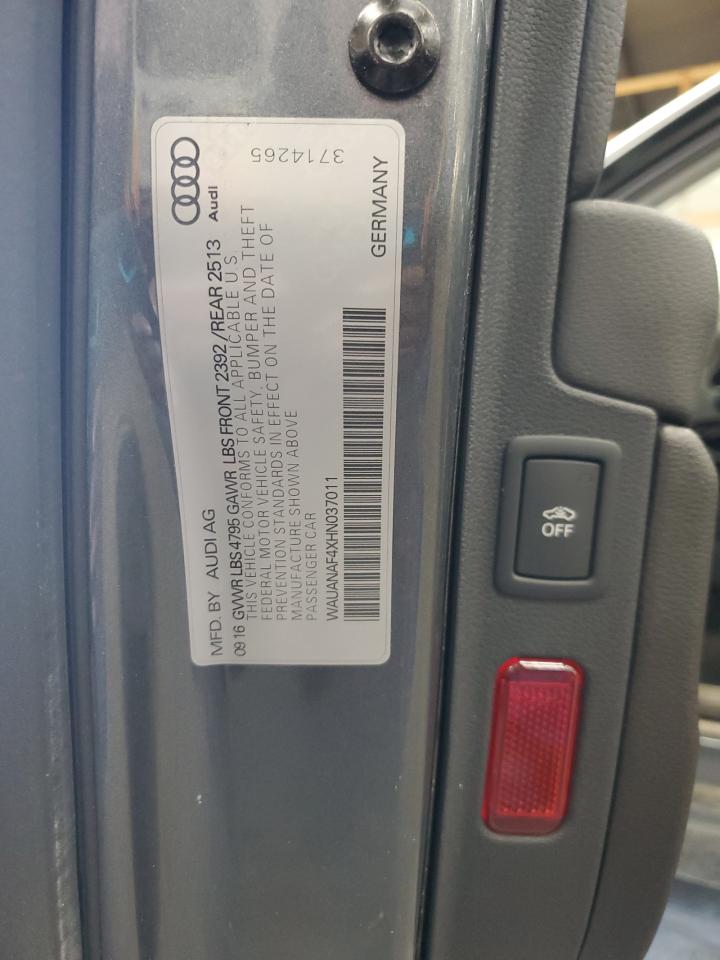 3714265
Audi
MFD. BY AUDI AG
0916 GVWR LBS 4795 GAWR LBS FRONT 2392/REAR 2513
THIS VEHICLE CONFORMS TO ALL APPLICABLE U S
FEDERAL MOTOR VEHICLE SAFETY, BUMPER AND THEFT
PREVENTION STANDARDS IN EFFECT ON THE DATE OF
MANUFACTURE SHOWN ABOVE
PASSENGER CAR
WAUANAF4XHN037011
GERMANY
OFF